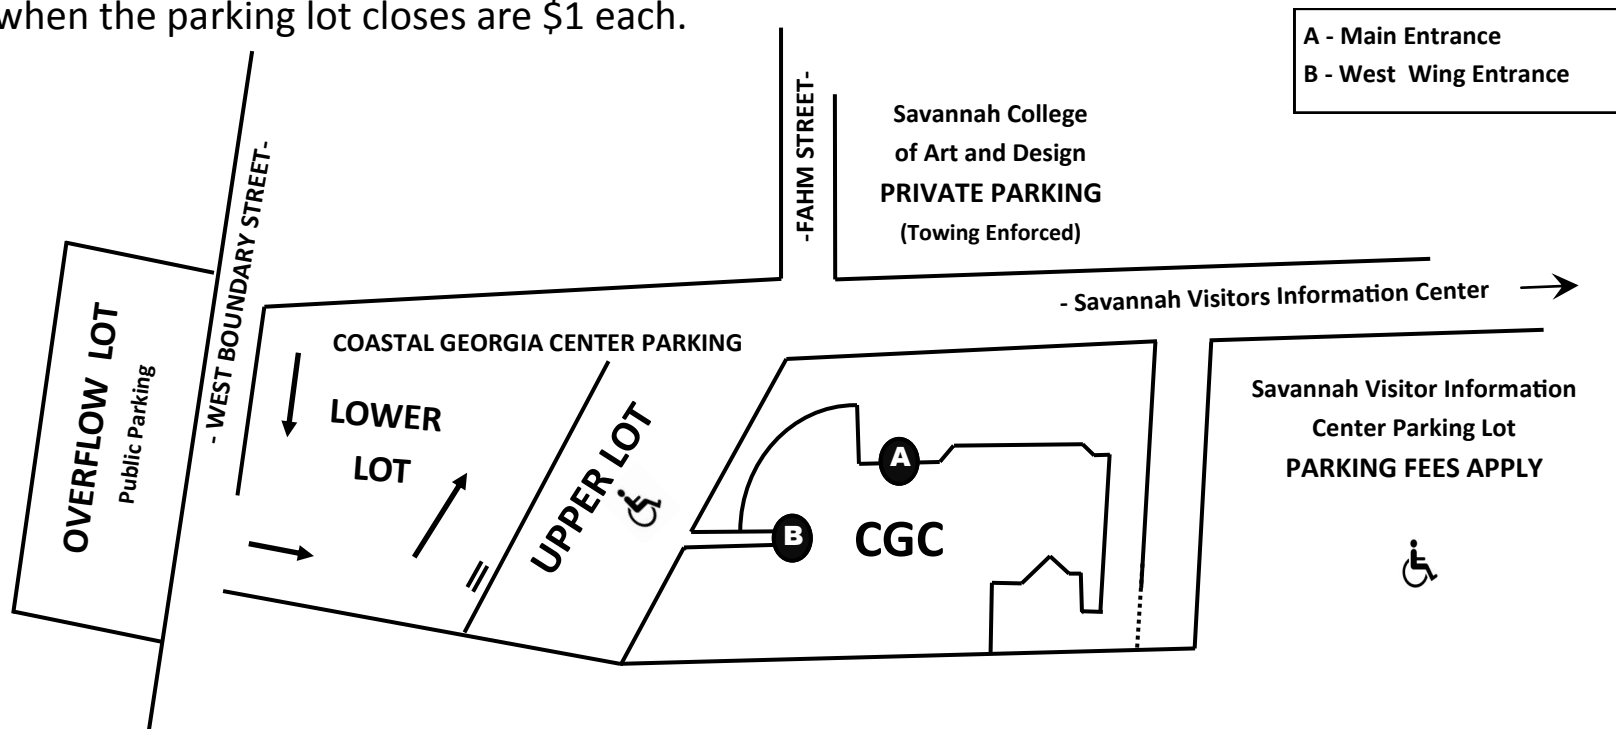 when the parking lot closes are $1 each.
A - Main Entrance
B - West Wing Entrance
-FAHM STREET-
Savannah College
of Art and Design
PRIVATE PARKING
(Towing Enforced)
- WEST BOUNDARY STREET-
- Savannah Visitors Information Center
OVERFLOW LOT
Public Parking
COASTAL GEORGIA CENTER PARKING
LOWER
LOT
UPPER LOT
A
B
CGC
Savannah Visitor Information
Center Parking Lot
PARKING FEES APPLY